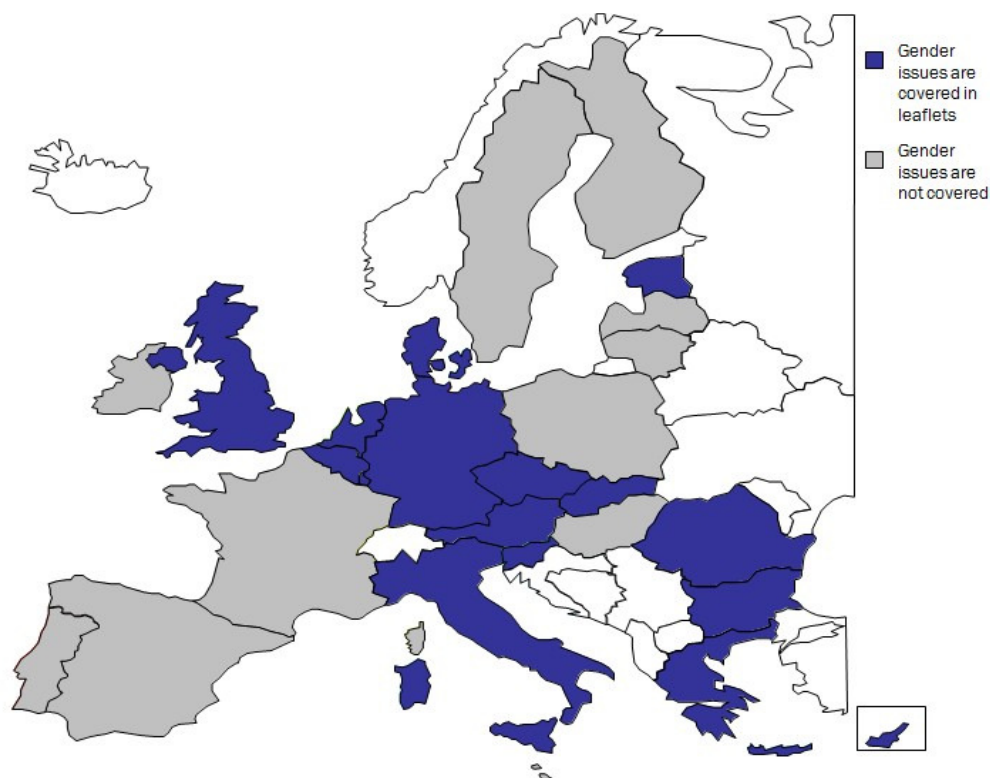 Gender
issues are
covered in
leaflets
Gender
issues are
not covered